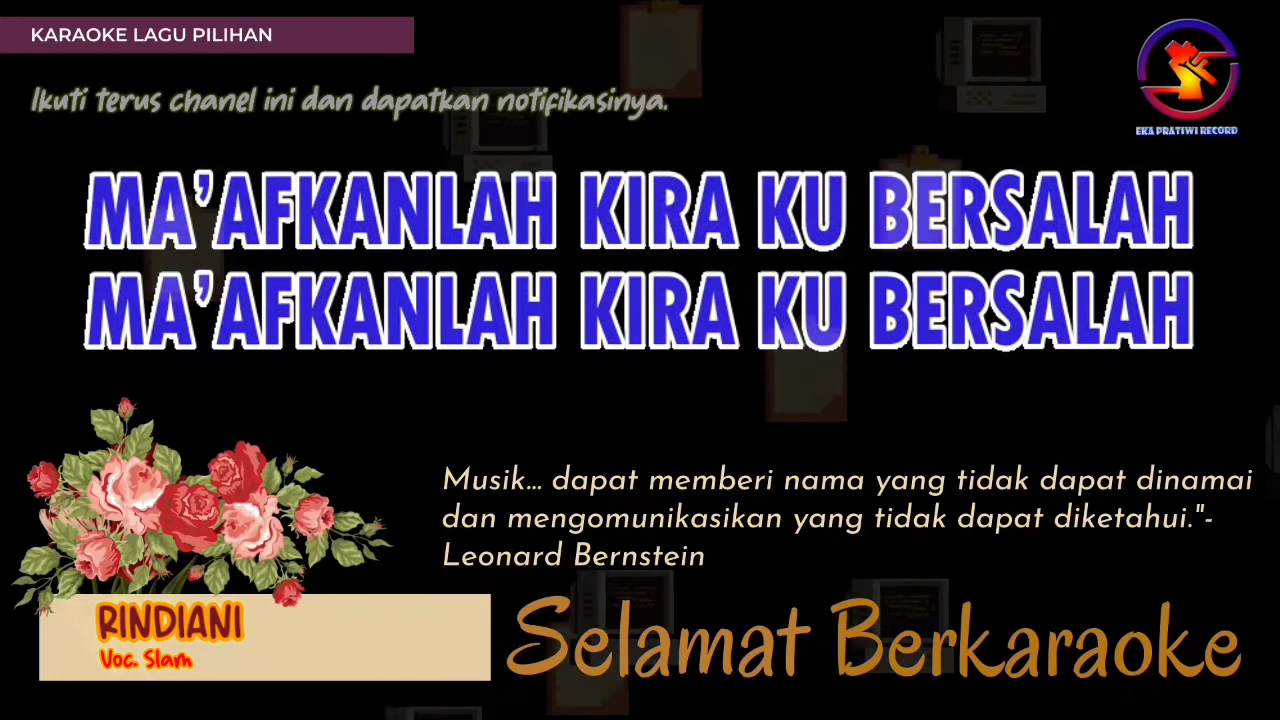 KARAOKE LAGU PILIHAN
Ikuti terus chanel ini dan dapatkan notifikasinya.
EKA PRATIWI RECORD
MA’AFKANLAH KIRA KU BERSALAH
MA’AFKANLAH KIRA KU BERSALAH
Musik... dapat memberi nama yang tidak dapat dinamai
dan mengomunikasikan yang tidak dapat diketahui."-
Leonard Bernstein
RINDIANI
Voc. Slam
Selamat Berkaraoke